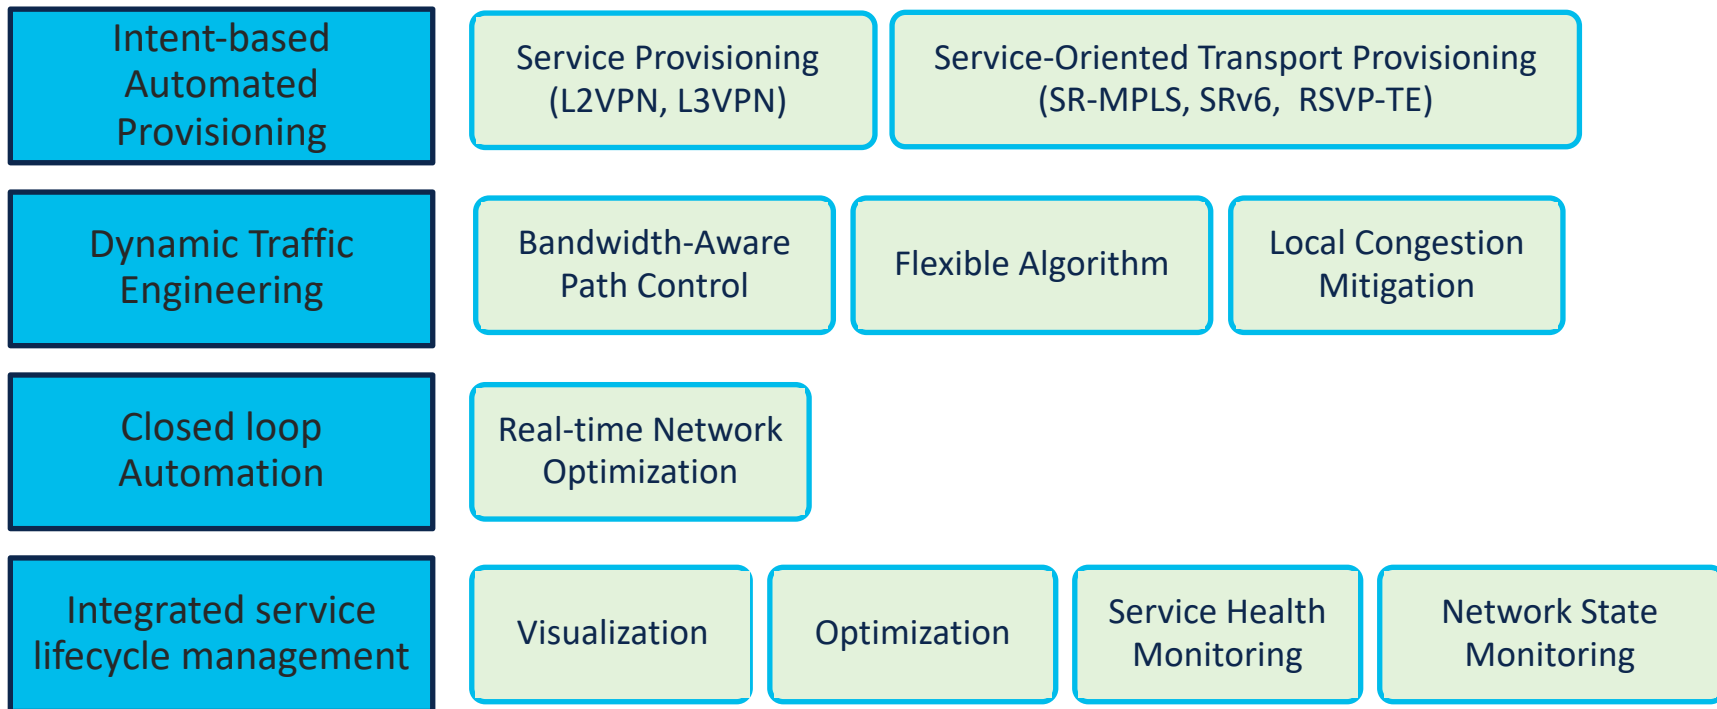 Intent-based
Automated
Provisioning
Service Provisioning
(L2VPN, L3VPN)
Service-Oriented Transport Provisioning
(SR-MPLS, SRv6, RSVP-TE)
Dynamic Traffic
Engineering
Bandwidth-Aware
Path Control
Flexible Algorithm
Local Congestion
Mitigation
Closed loop
Automation
Real-time Network
Optimization
Integrated service
lifecycle management
Visualization
Optimization
Service Health
Monitoring
Network State
Monitoring